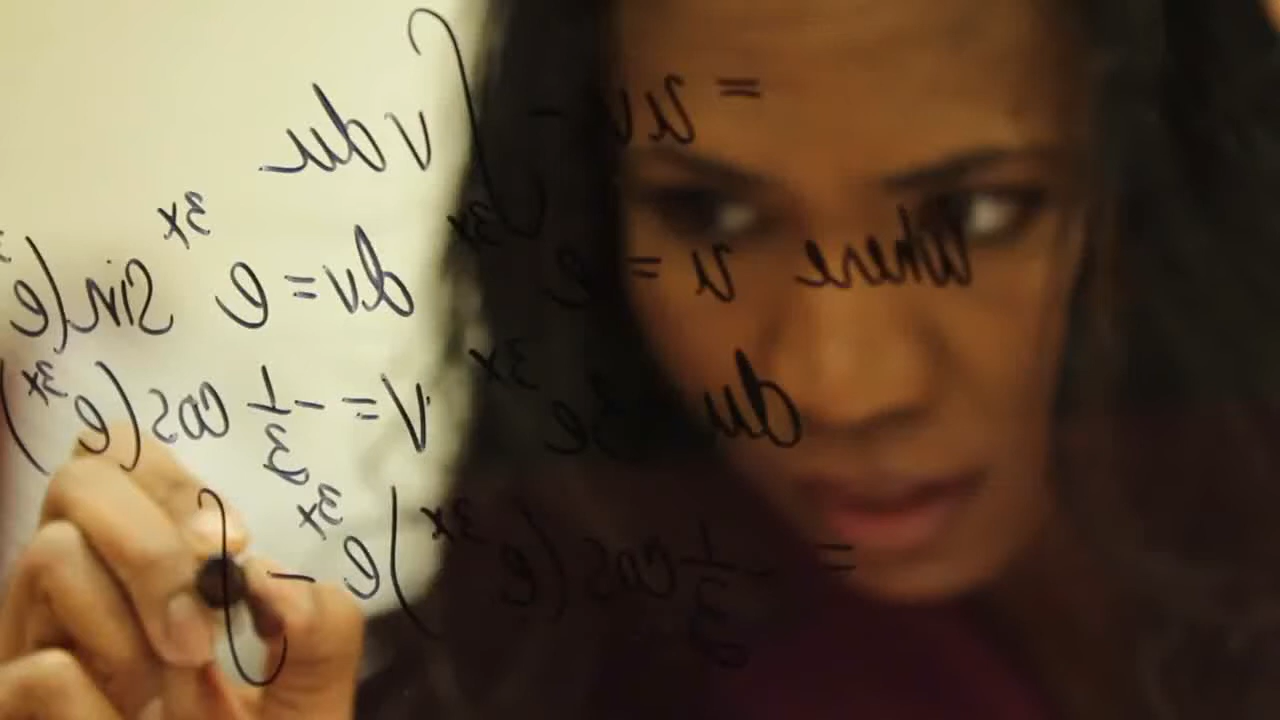 = uv - ∫ v du
Where u = e^3x dv = e^3x sin(e^3
du = 3e^3x v = - 1/3 cos(e^3x)
= - 1/3 cos(e^3x)(e^3x - ∫